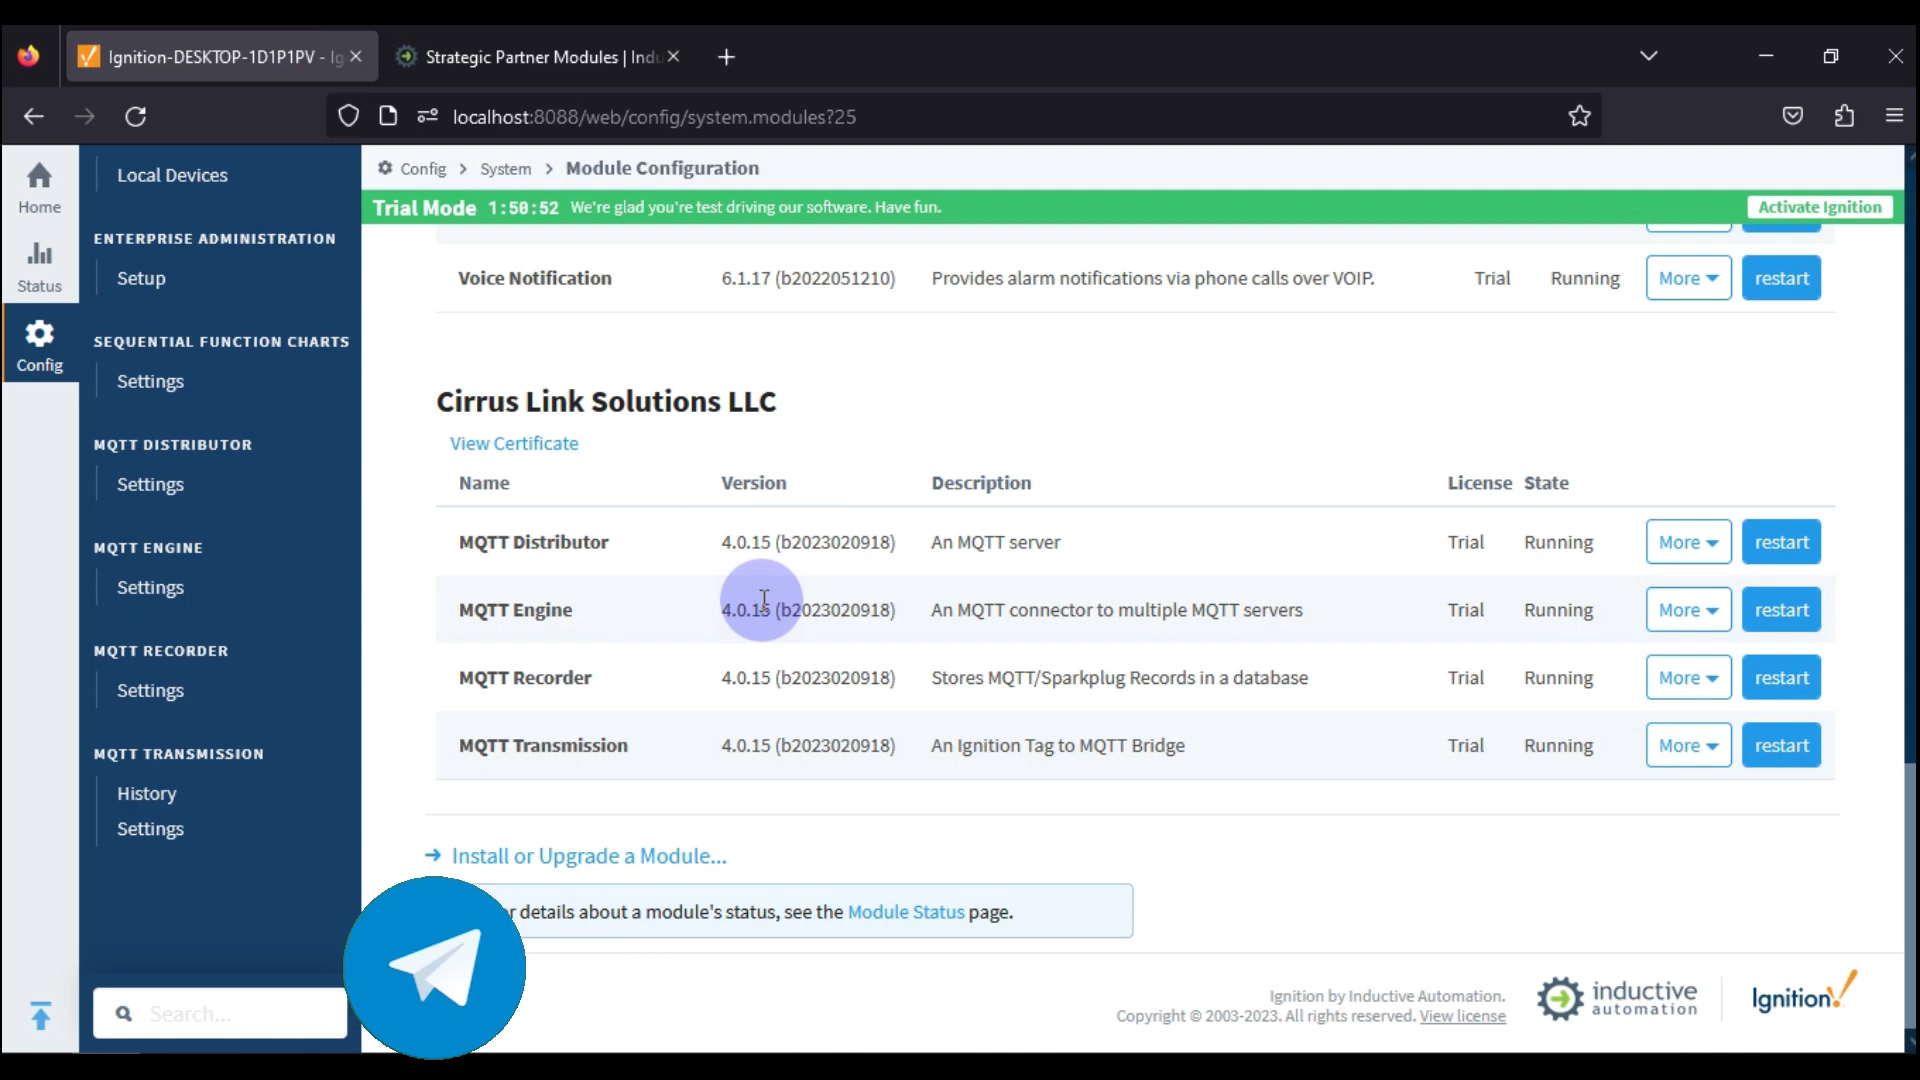 Ignition-DESKTOP-1D1P1PV - Ig
Strategic Partner Modules | Indu
localhost:8088/web/config/system.modules?25
Home
Status
Config
Local Devices
ENTERPRISE ADMINISTRATION
Setup
SEQUENTIAL FUNCTION CHARTS
Settings
MQTT DISTRIBUTOR
Settings
MQTT ENGINE
Settings
MQTT RECORDER
Settings
MQTT TRANSMISSION
History
Settings
Search...
Config > System > Module Configuration
Trial Mode 1:50:52 We're glad you're test driving our software. Have fun. Activate Ignition
Voice Notification 6.1.17 (b2022051210) Provides alarm notifications via phone calls over VOIP. Trial Running More restart
Cirrus Link Solutions LLC
View Certificate
Name Version Description License State
MQTT Distributor 4.0.15 (b2023020918) An MQTT server Trial Running More restart
MQTT Engine 4.0.15 (b2023020918) An MQTT connector to multiple MQTT servers Trial Running More restart
MQTT Recorder 4.0.15 (b2023020918) Stores MQTT/Sparkplug Records in a database Trial Running More restart
MQTT Transmission 4.0.15 (b2023020918) An Ignition Tag to MQTT Bridge Trial Running More restart
→ Install or Upgrade a Module...
details about a module's status, see the Module Status page.
Ignition by Inductive Automation.
Copyright © 2003-2023. All rights reserved. View license
inductive
automation
Ignition!